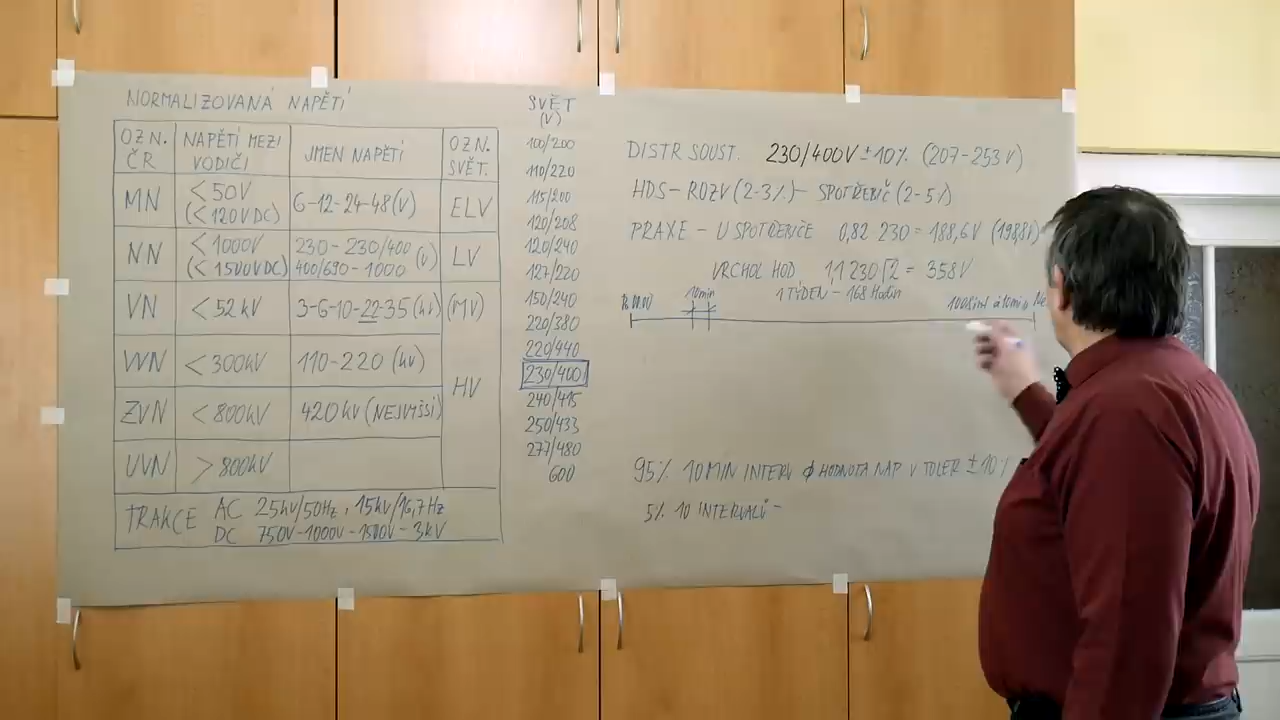 NORMALIZOVANÁ NAPĚTÍ
OZN. ČR
NAPĚTÍ MEZI VODIČI
JMEN NAPĚTÍ
OZN. SVĚT.
MN
<50V
(<120V DC)
6-12-24-48 (V)
ELV
NN
<1000V
(<1500V DC)
230-230/400 (V)
400/690-1000
LV
VN
<52 kV
3-6-10-22-35 (kV)
(MV)
VVN
<300kV
110-220 (kV)
HV
ZVN
<800kV
420 kV (NEJVYŠŠÍ)
UVN
>800kV
TRAKCE AC 25kV/50Hz, 15kV/16,7Hz
DC 750V-1000V-1500V-3kV
SVĚT
(V)
100/200
110/220
115/200
120/208
120/240
127/220
150/240
220/380
220/440
230/400
240/415
250/433
277/480
600
DISTR SOUST. 230/400V ±10% (207-253 V)
HDS-ROZV (2-3%)- SPOTŘEBIČ (2-5%)
PRAXE - U SPOTŘEBIČE 0,82 230 = 188,6V
VRCHOL HOD 1,1 230 √2 = 358V
10min
1 TÝDEN - 168 Hodin
95% 10MIN INTERV ϕ HODNOTA NAP V TOLER ±10%
5% 10 INTERVALŮ -